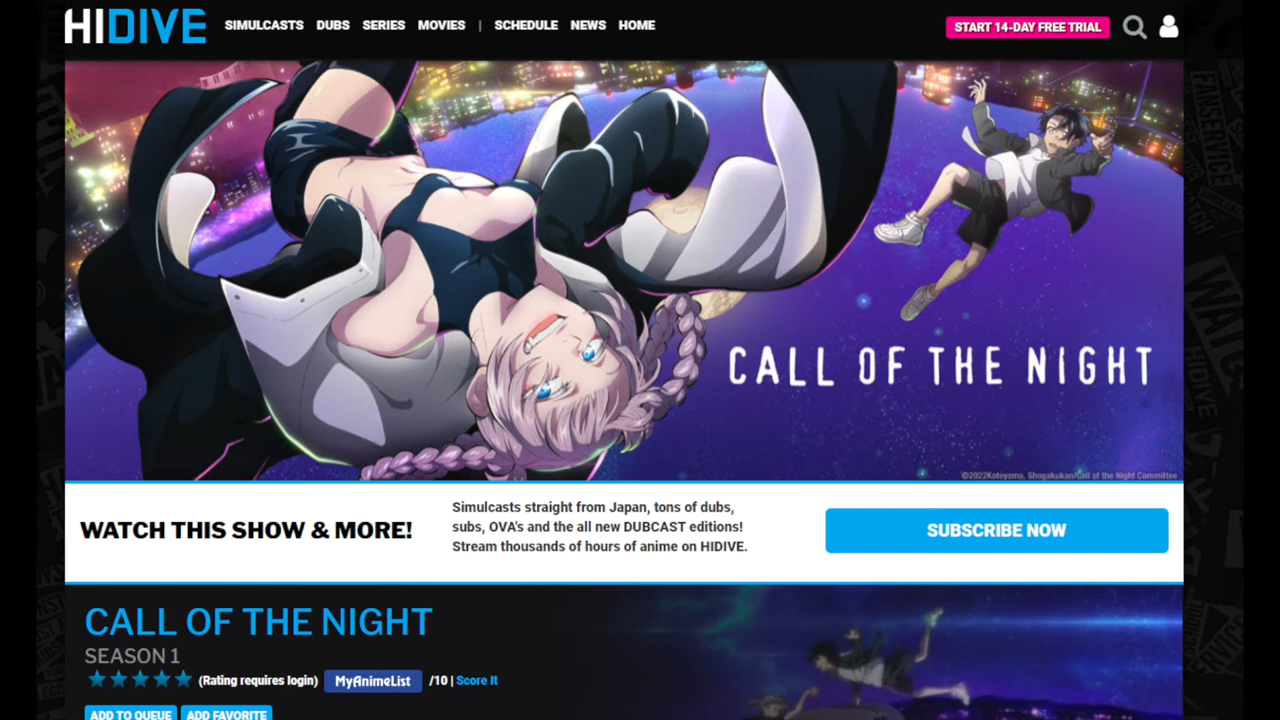 HIDIVE
SIMULCASTS DUBS SERIES MOVIES | SCHEDULE NEWS HOME
START 14-DAY FREE TRIAL
FANSERVICE
CALL OF THE NIGHT
©2022Kotoyama, Shogakukan/Call of the Night Committee
HIDIVE
WATCH THIS SHOW & MORE!
Simulcasts straight from Japan, tons of dubs,
subs, OVA's and the all new DUBCAST editions!
Stream thousands of hours of anime on HIDIVE.
SUBSCRIBE NOW
CALL OF THE NIGHT
SEASON 1
(Rating requires login) MyAnimeList /10 | Score It
ADD TO QUEUE ADD FAVORITE